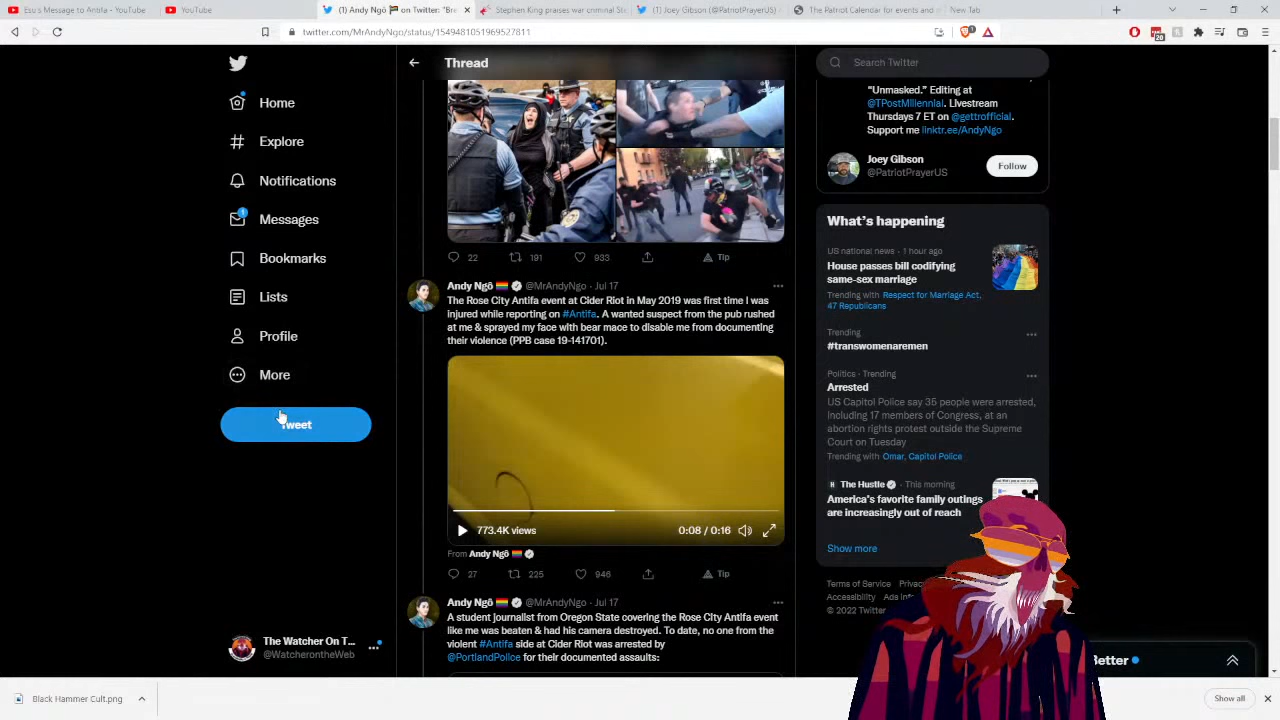 Esu's Message to Antifa - YouTube
YouTube
(1) Andy Ngô on Twitter: "Bre
Stephen King praises war criminal Ste
(1) Joey Gibson (@PatriotPrayerUS) /
The Patriot Calendar for events and
New Tab
twitter.com/MrAndyNgo/status/1549481051969527811
Home
Explore
Notifications
Messages
Bookmarks
Lists
Profile
More
Tweet
The Watcher On T...
@WatcherontheWeb
Thread
22
191
933
Tip
Andy Ngô @MrAndyNgo · Jul 17
The Rose City Antifa event at Cider Riot in May 2019 was first time I was
injured while reporting on #Antifa. A wanted suspect from the pub rushed
at me & sprayed my face with bear mace to disable me from documenting
their violence (PPB case 19-141701).
773.4K views
0:08 / 0:16
From Andy Ngô
27
225
946
Tip
Andy Ngô @MrAndyNgo · Jul 17
A student journalist from Oregon State covering the Rose City Antifa event
like me was beaten & had his camera destroyed. To date, no one from the
violent #Antifa side at Cider Riot was arrested by
@PortlandPolice for their documented assaults:
Search Twitter
"Unmasked." Editing at
@TPostMillennial. Livestream
Thursdays 7 ET on @gettrofficial.
Support me linktr.ee/AndyNgo
Joey Gibson
@PatriotPrayerUS
Follow
What's happening
US national news · 1 hour ago
House passes bill codifying
same-sex marriage
Trending with Respect for Marriage Act,
47 Republicans
Trending
#transwomenaremen
Politics · Trending
Arrested
US Capitol Police say 35 people were arrested,
including 17 members of Congress, at an
abortion rights protest outside the Supreme
Court on Tuesday
Trending with Omar, Capitol Police
The Hustle · This morning
America's favorite family outings
are increasingly out of reach
Show more
Terms of Service
Accessibility
© 2022 Twitter
Better
Black Hammer Cult.png
Show all